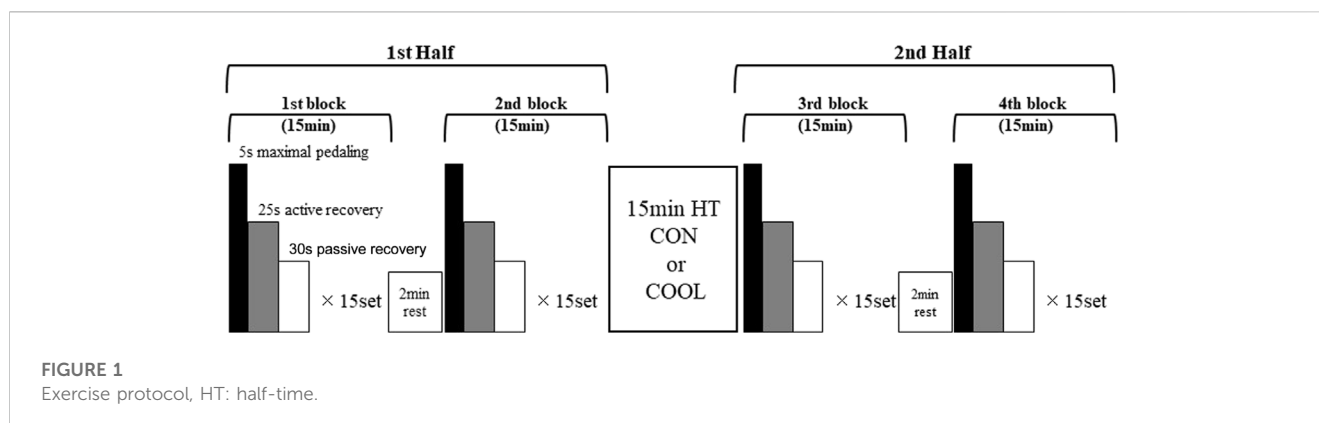 1st Half
2nd Half
1st block
(15min)
2nd block
(15min)
3rd block
(15min)
4th block
(15min)
5s maximal pedaling
25s active recovery
30s passive recovery
× 15set
2min
rest
× 15set
15min HT
CON
or
COOL
× 15set
2min
rest
× 15set
FIGURE 1
Exercise protocol, HT: half-time.